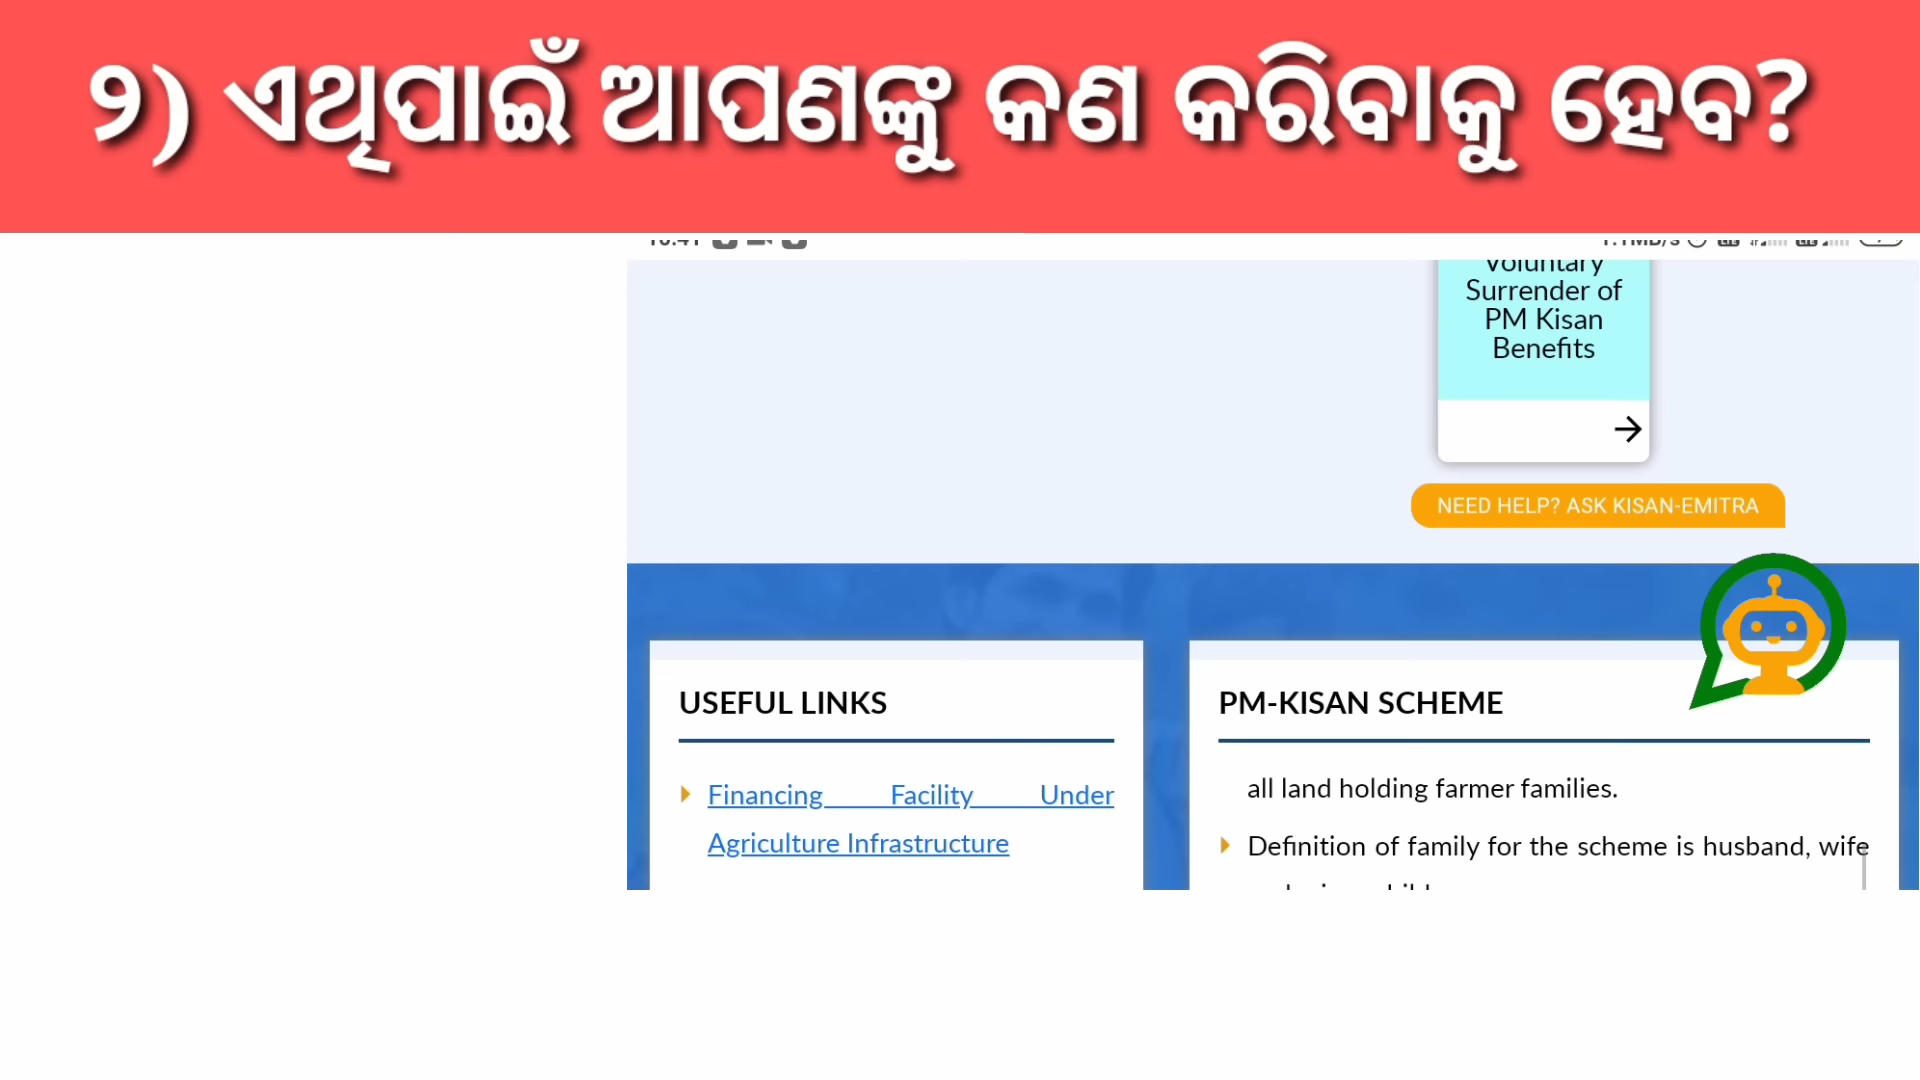 ୨) ଏଥିପାଇଁ ଆପଣଙ୍କୁ କଣ କରିବାକୁ ହେବ?
Voluntary
Surrender of
PM Kisan
Benefits
NEED HELP? ASK KISAN-EMITRA
USEFUL LINKS
Financing Facility Under
Agriculture Infrastructure
PM-KISAN SCHEME
all land holding farmer families.
Definition of family for the scheme is husband, wife